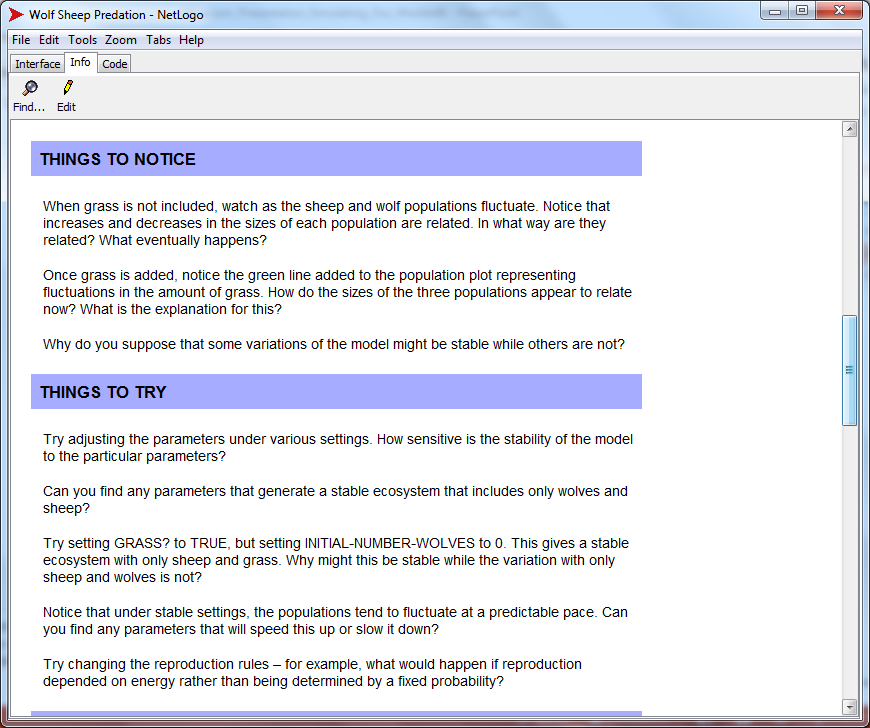 Wolf Sheep Predation - NetLogo
File Edit Tools Zoom Tabs Help
Interface Info Code
Find... Edit
THINGS TO NOTICE
When grass is not included, watch as the sheep and wolf populations fluctuate. Notice that
increases and decreases in the sizes of each population are related. In what way are they
related? What eventually happens?
Once grass is added, notice the green line added to the population plot representing
fluctuations in the amount of grass. How do the sizes of the three populations appear to relate
now? What is the explanation for this?
Why do you suppose that some variations of the model might be stable while others are not?
THINGS TO TRY
Try adjusting the parameters under various settings. How sensitive is the stability of the model
to the particular parameters?
Can you find any parameters that generate a stable ecosystem that includes only wolves and
sheep?
Try setting GRASS? to TRUE, but setting INITIAL-NUMBER-WOLVES to 0. This gives a stable
ecosystem with only sheep and grass. Why might this be stable while the variation with only
sheep and wolves is not?
Notice that under stable settings, the populations tend to fluctuate at a predictable pace. Can
you find any parameters that will speed this up or slow it down?
Try changing the reproduction rules – for example, what would happen if reproduction
depended on energy rather than being determined by a fixed probability?